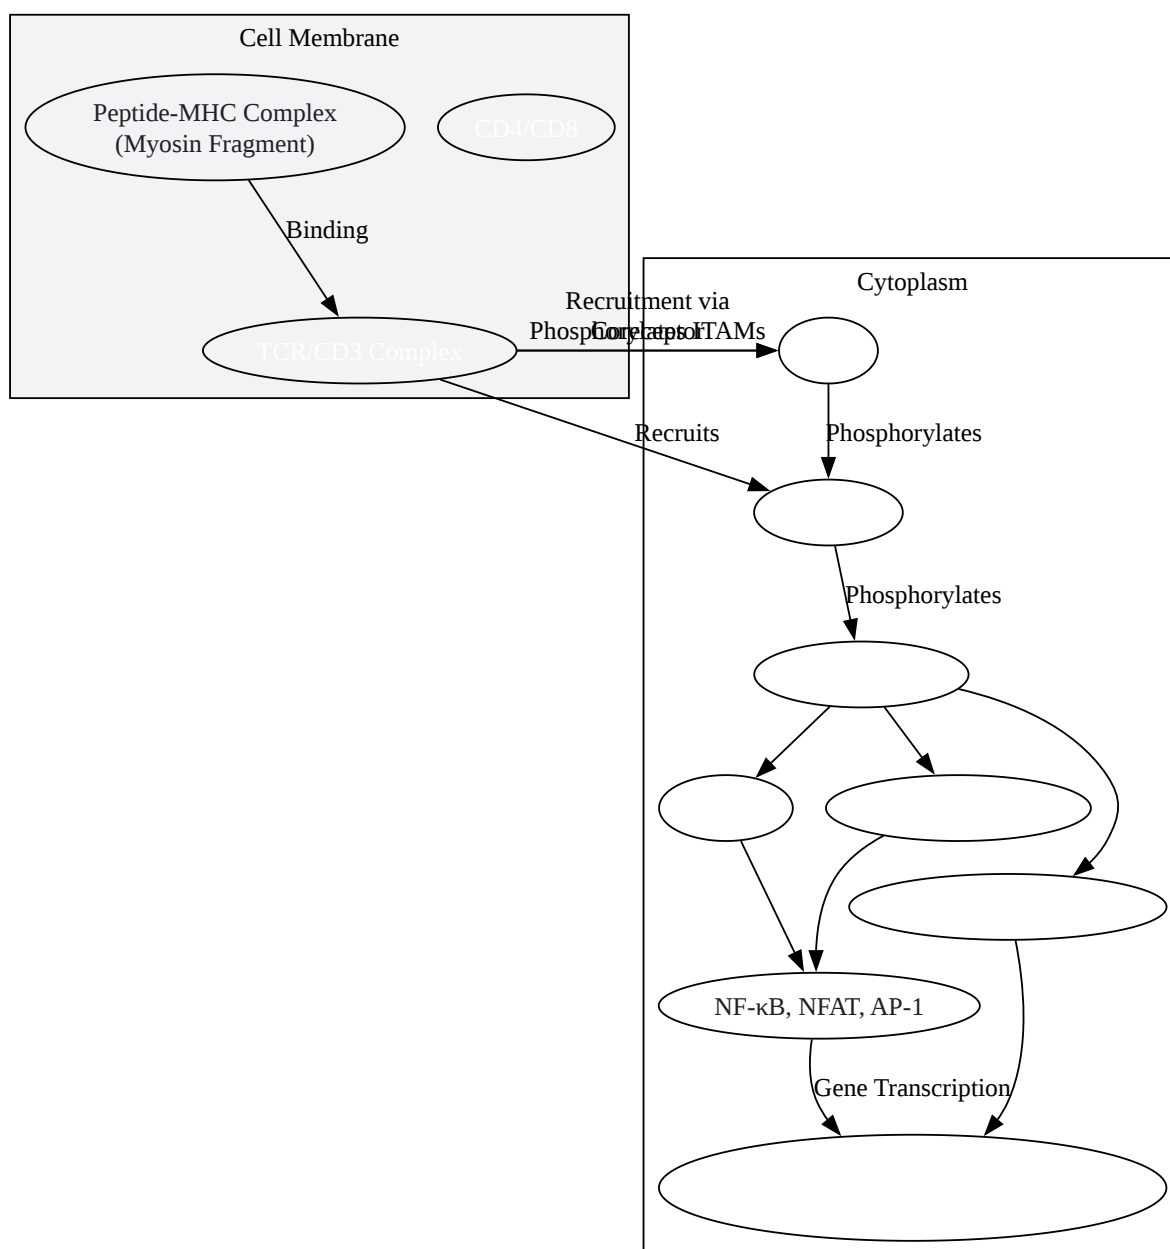 Cell Membrane
Peptide-MHC Complex
(Myosin Fragment)
CD4/CD8
Binding
Cytoplasm
Recruitment via
Coreceptor
Phosphorylates ITAMs
TCR/CD3 Complex
Recruits
Phosphorylates
Phosphorylates
NF-κB, NFAT, AP-1
Gene Transcription